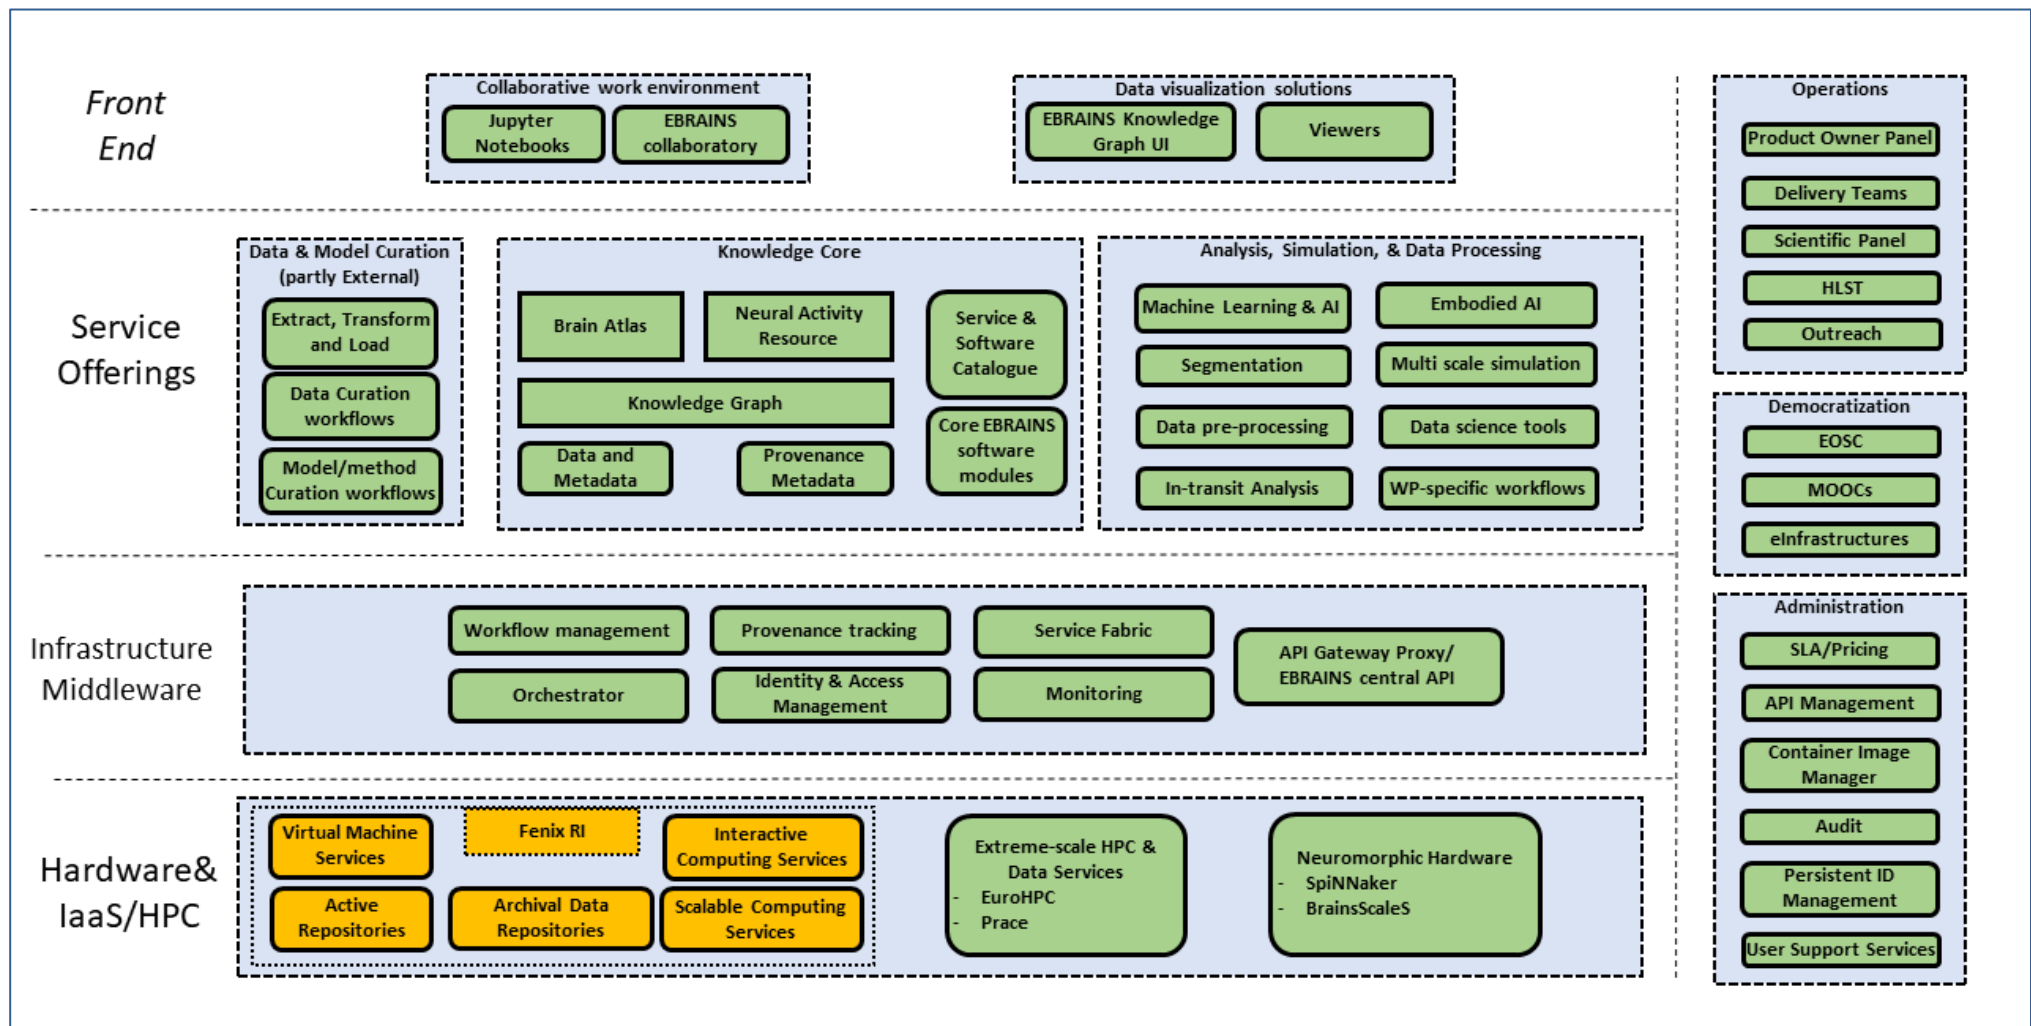 Front
End
Collaborative work environment
Jupyter
Notebooks
EBRAINS
collaboratory
Data visualization solutions
EBRAINS Knowledge
Graph UI
Viewers
Service
Offerings
Data & Model Curation
(partly External)
Extract, Transform
and Load
Data Curation
workflows
Model/method
Curation workflows
Knowledge Core
Brain Atlas
Neural Activity
Resource
Knowledge Graph
Data and
Metadata
Provenance
Metadata
Service &
Software
Catalogue
Core EBRAINS
software
modules
Analysis, Simulation, & Data Processing
Machine Learning & AI
Embodied AI
Segmentation
Multi scale simulation
Data pre-processing
Data science tools
In-transit Analysis
WP-specific workflows
Infrastructure
Middleware
Workflow management
Provenance tracking
Service Fabric
Orchestrator
Identity & Access
Management
Monitoring
API Gateway Proxy/
EBRAINS central API
Hardware&
IaaS/HPC
Virtual Machine
Services
Fenix RI
Interactive
Computing Services
Active
Repositories
Archival Data
Repositories
Scalable Computing
Services
Extreme-scale HPC &
Data Services
- EuroHPC
- Prace
Neuromorphic Hardware
- SpiNNaker
- BrainsScaleS
Operations
Product Owner Panel
Delivery Teams
Scientific Panel
HLST
Outreach
Democratization
EOSC
MOOCs
eInfrastructures
Administration
SLA/Pricing
API Management
Container Image
Manager
Audit
Persistent ID
Management
User Support Services